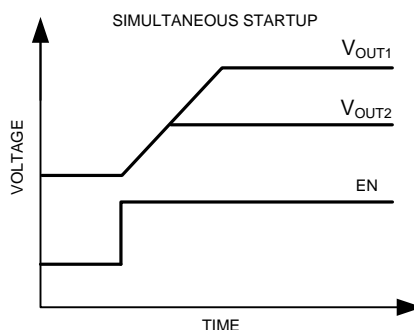 SIMULTANEOUS STARTUP
VOUT1
VOUT2
EN
VOLTAGE
TIME